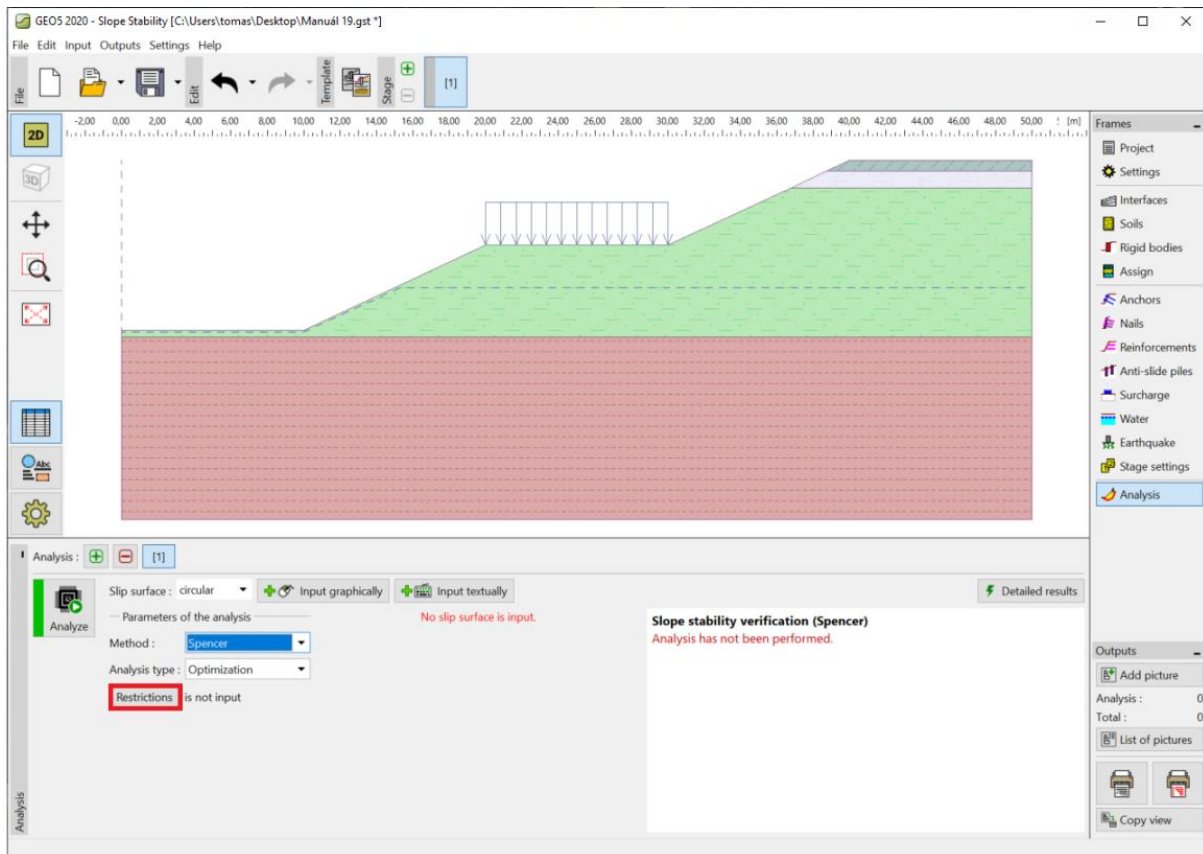 GEO5 2020 - Slope Stability [C:\Users\tomas\Desktop\Manuál 19.gst *]
File Edit Input Outputs Settings Help
File
Edit
Template
Stage
[1]
2D
3D
-2,00 0,00 2,00 4,00 6,00 8,00 10,00 12,00 14,00 16,00 18,00 20,00 22,00 24,00 26,00 28,00 30,00 32,00 34,00 36,00 38,00 40,00 42,00 44,00 46,00 48,00 50,00 [m]
Frames
Project
Settings
Interfaces
Soils
Rigid bodies
Assign
Anchors
Nails
Reinforcements
Anti-slide piles
Surcharge
Water
Earthquake
Stage settings
Analysis
Abc
Analysis : [1]
Analyze
Slip surface : circular Input graphically Input textually
Detailed results
Parameters of the analysis
No slip surface is input.
Method : Spencer
Analysis type : Optimization
Restrictions is not input
Slope stability verification (Spencer)
Analysis has not been performed.
Analysis
Outputs
Add picture
Analysis : 0
Total : 0
List of pictures
Copy view